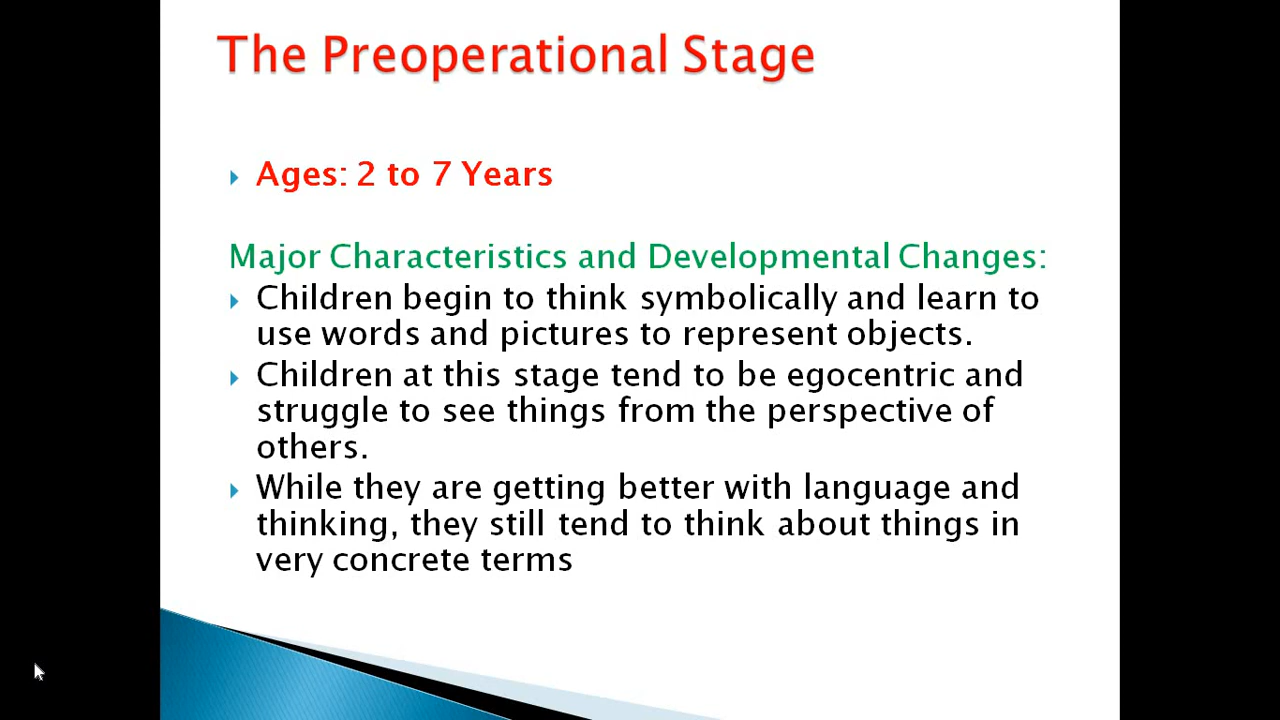 The Preoperational Stage
Ages: 2 to 7 Years
Major Characteristics and Developmental Changes:
Children begin to think symbolically and learn to
use words and pictures to represent objects.
Children at this stage tend to be egocentric and
struggle to see things from the perspective of
others.
While they are getting better with language and
thinking, they still tend to think about things in
very concrete terms